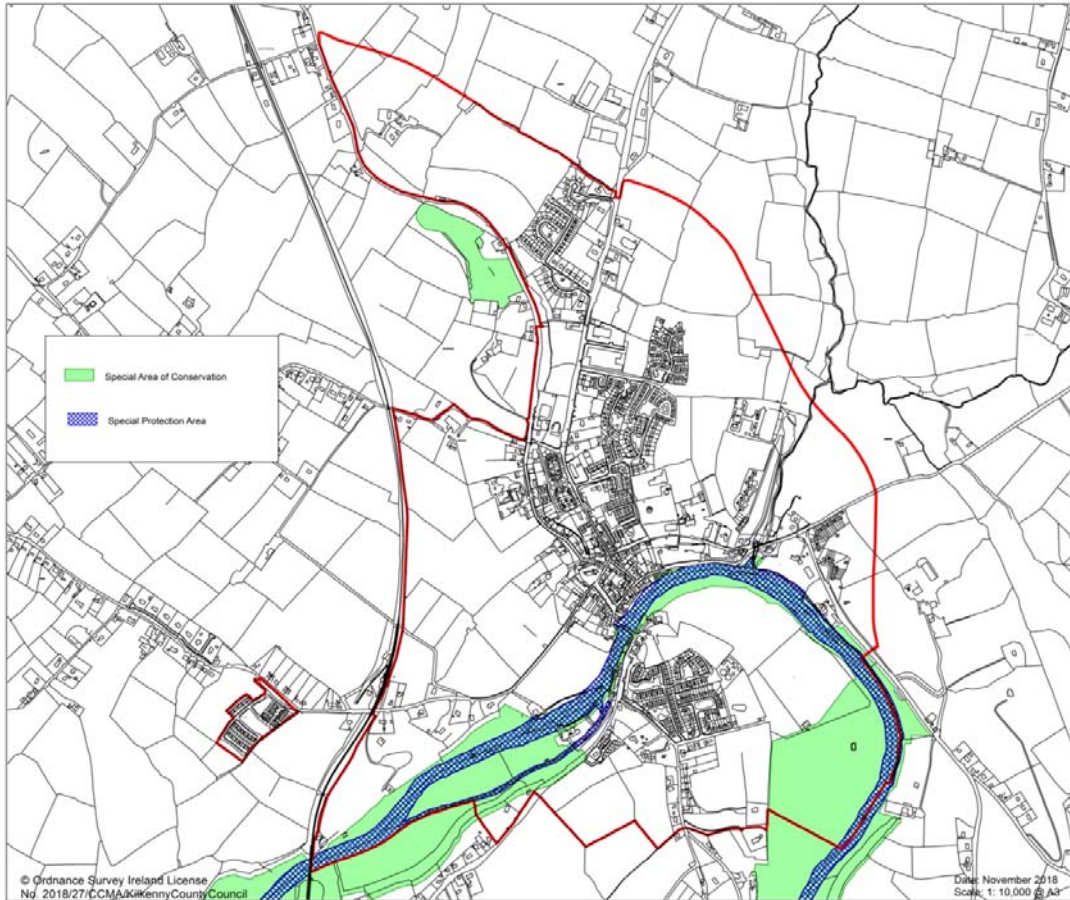 Special Area of Conservation
Special Protection Area
© Ordnance Survey Ireland License
No. 2018/27/CCMA/KilkennyCountyCouncil
Date: November 2018
Scale: 1: 10,000 @ A3